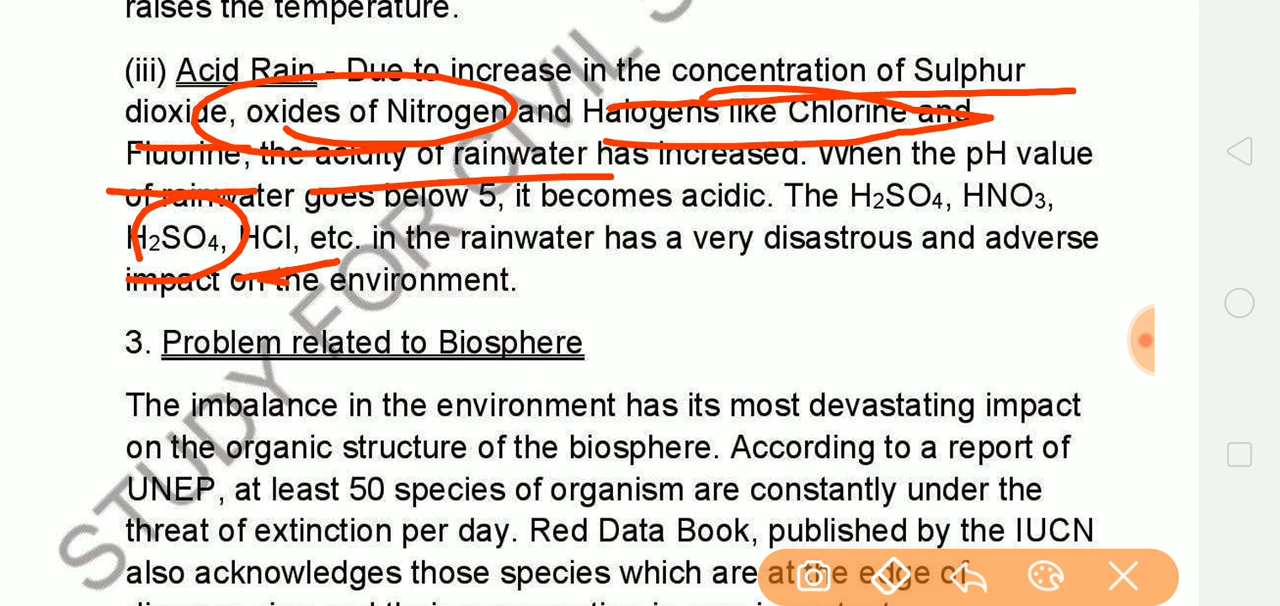 raises the temperature.
(iii) Acid Rain - Due to increase in the concentration of Sulphur
dioxide, oxides of Nitrogen and Halogens like Chlorine and
Fluorine, the acidity of rainwater has increased. When the pH value
of rainwater goes below 5, it becomes acidic. The H₂SO₄, HNO₃,
H₂SO₄, HCl, etc. in the rainwater has a very disastrous and adverse
impact on the environment.
3. Problem related to Biosphere
The imbalance in the environment has its most devastating impact
on the organic structure of the biosphere. According to a report of
UNEP, at least 50 species of organism are constantly under the
threat of extinction per day. Red Data Book, published by the IUCN
also acknowledges those species which are at the edge of
STUDY FOR CIVIL S